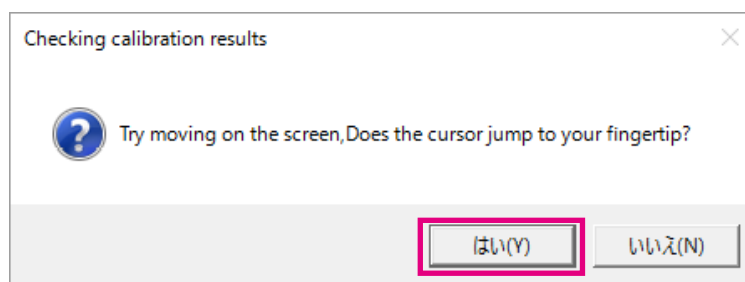 Checking calibration results
Try moving on the screen,Does the cursor jump to your fingertip?
はい(Y) いいえ(N)